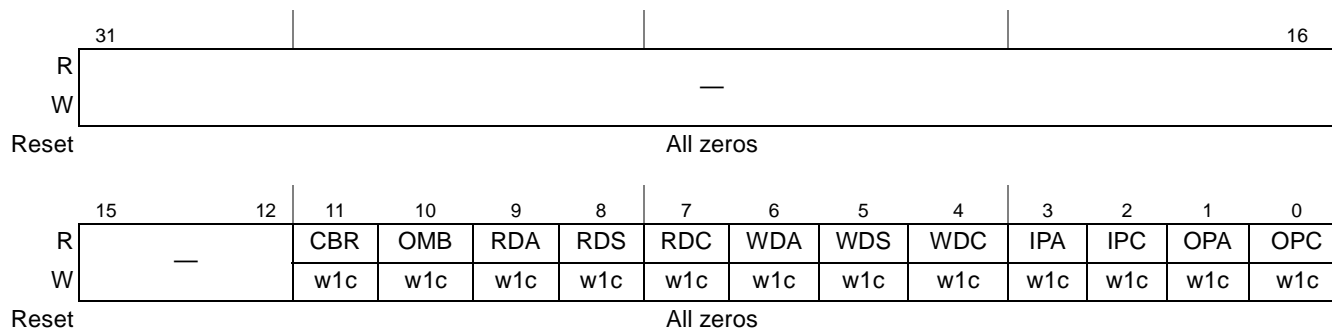 31 16
R
—
W
Reset All zeros
15 12 11 10 9 8 7 6 5 4 3 2 1 0
R CBR OMB RDA RDS RDC WDA WDS WDC IPA IPC OPA OPC
—
W w1c w1c w1c w1c w1c w1c w1c w1c w1c w1c w1c w1c
Reset All zeros